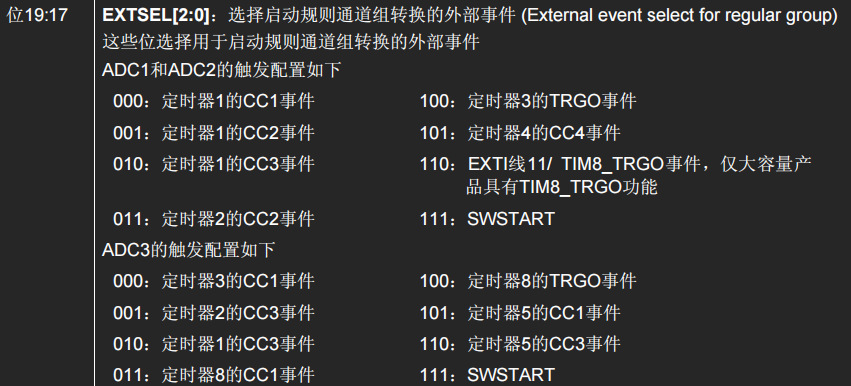 位19:17 EXTSEL[2:0]：选择启动规则通道组转换的外部事件 (External event select for regular group)
这些位选择用于启动规则通道组转换的外部事件
ADC1和ADC2的触发配置如下
000：定时器1的CC1事件 100：定时器3的TRGO事件
001：定时器1的CC2事件 101：定时器4的CC4事件
010：定时器1的CC3事件 110：EXTI线11/ TIM8_TRGO事件，仅大容量产
品具有TIM8_TRGO功能
011：定时器2的CC2事件 111：SWSTART
ADC3的触发配置如下
000：定时器3的CC1事件 100：定时器8的TRGO事件
001：定时器2的CC3事件 101：定时器5的CC1事件
010：定时器1的CC3事件 110：定时器5的CC3事件
011：定时器8的CC1事件 111：SWSTART